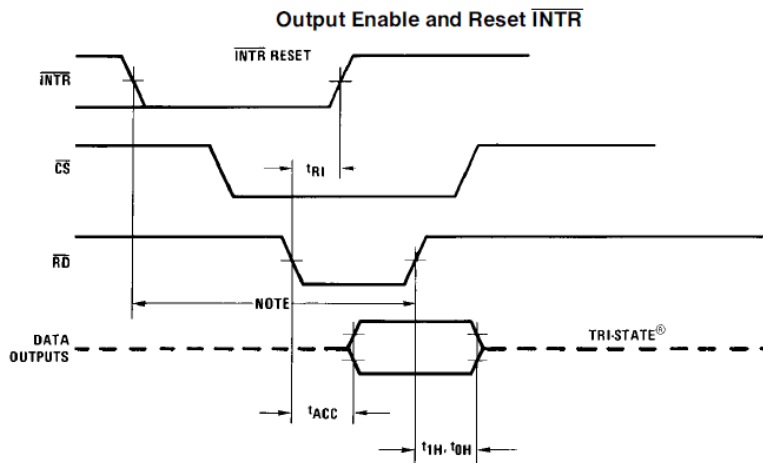 Output Enable and Reset INTR
INTR RESET
INTR
CS
tRI
RD
NOTE
DATA
OUTPUTS
TRI-STATE®
tACC
t1H, t0H